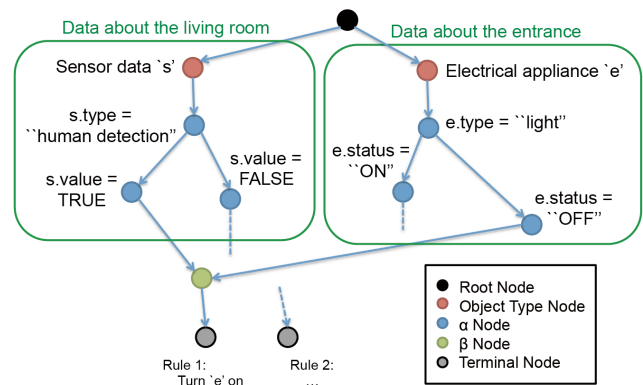 Data about the living room
Data about the entrance
Sensor data `s’
Electrical appliance `e’
s.type =
``human detection’’
e.type = ``light’’
s.value =
TRUE
s.value =
FALSE
e.status =
``ON’’
e.status =
``OFF’’
Root Node
Object Type Node
α Node
β Node
Terminal Node
Rule 1:
Turn `e’ on
Rule 2:
…